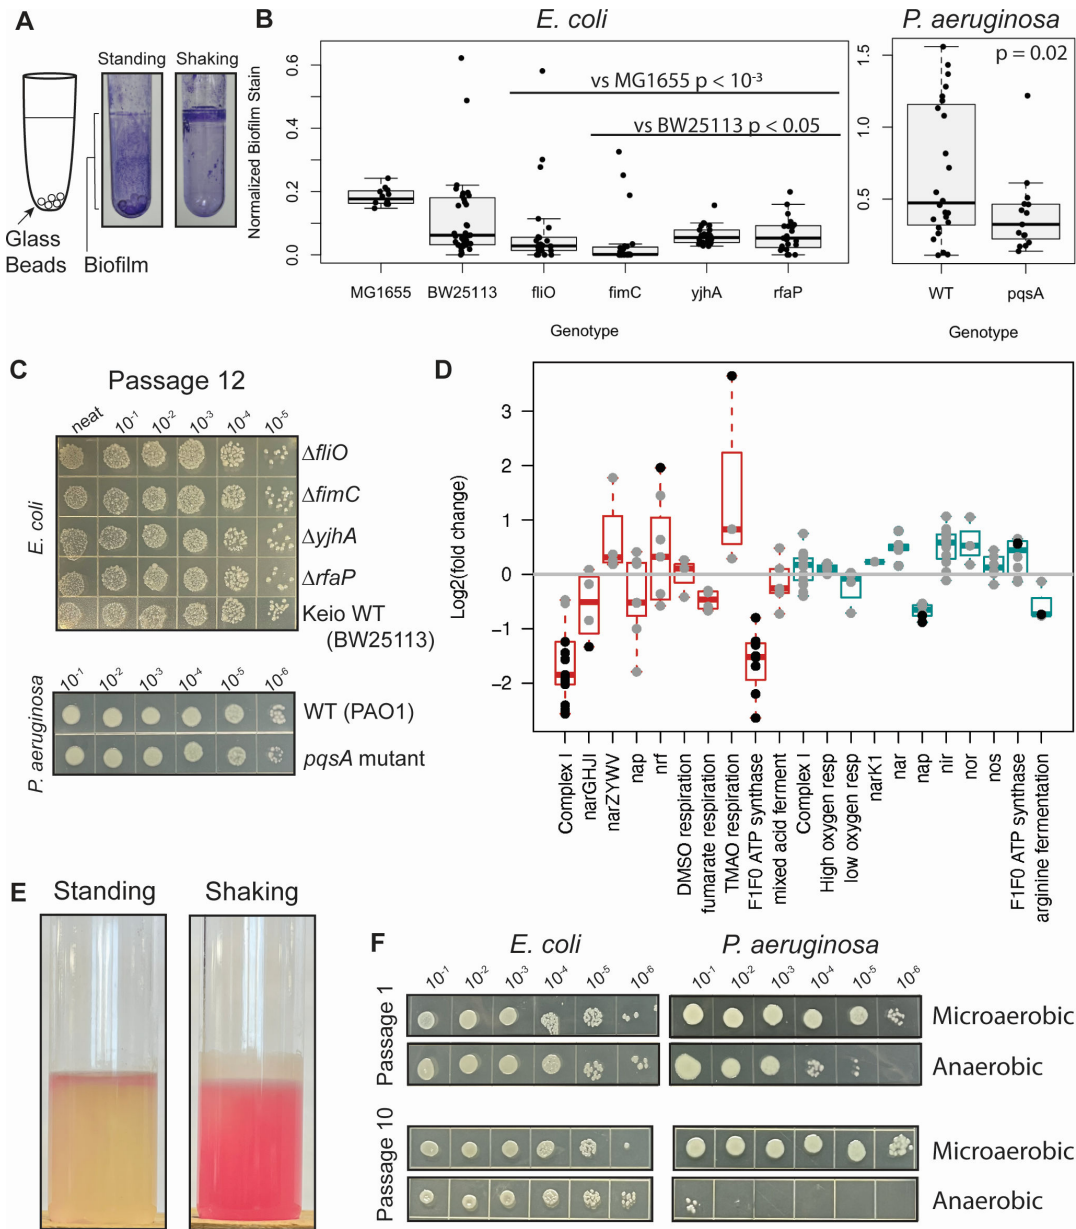 A
Standing
Shaking
Glass
Beads
Biofilm
B
E. coli
P. aeruginosa
Normalized Biofilm Stain
0.6
0.4
0.2
0.0
vs MG1655 p < 10⁻³
vs BW25113 p < 0.05
MG1655
BW25113
fliO
fimC
yjhA
rfaP
Genotype
p = 0.02
1.5
1.0
0.5
WT
pqsA
Genotype
C
Passage 12
neat
10⁻¹
10⁻²
10⁻³
10⁻⁴
10⁻⁵
E. coli
ΔfliO
ΔfimC
ΔyjhA
ΔrfaP
Keio WT
(BW25113)
10⁻¹
10⁻²
10⁻³
10⁻⁴
10⁻⁵
10⁻⁶
P. aeruginosa
WT (PAO1)
pqsA mutant
D
Log2(fold change)
3
2
1
0
−1
−2
Complex I
narGHJI
narZYWV
nap
nrf
DMSO respiration
fumarate respiration
TMAO respiration
F1F0 ATP synthase
mixed acid ferment
Complex I
High oxygen resp
low oxygen resp
narK1
nar
nap
nir
nor
nos
F1F0 ATP synthase
arginine fermentation
E
Standing
Shaking
F
E. coli
P. aeruginosa
10⁻¹
10⁻²
10⁻³
10⁻⁴
10⁻⁵
10⁻⁶
10⁻¹
10⁻²
10⁻³
10⁻⁴
10⁻⁵
10⁻⁶
Passage 1
Microaerobic
Anaerobic
Passage 10
Microaerobic
Anaerobic